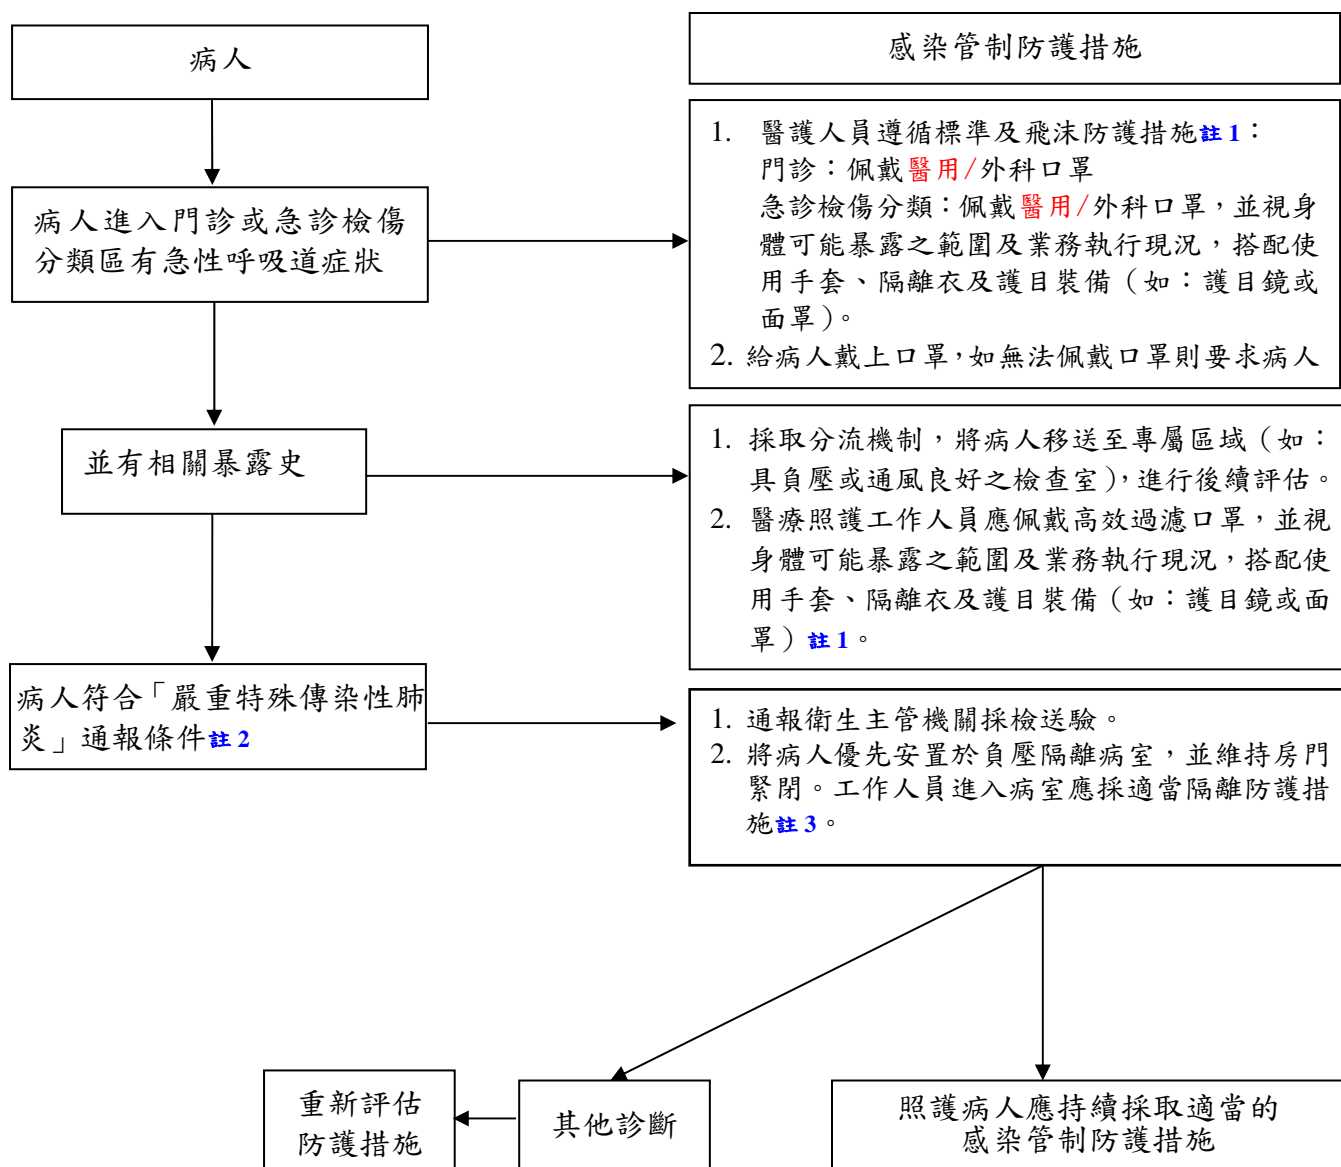 病人
感染管制防護措施
1. 醫護人員遵循標準及飛沫防護措施註 1：
門診：佩戴醫用/外科口罩
急診檢傷分類：佩戴醫用/外科口罩，並視身
體可能暴露之範圍及業務執行現況，搭配使
用手套、隔離衣及護目裝備（如：護目鏡或
面罩）。
2. 給病人戴上口罩，如無法佩戴口罩則要求病人
病人進入門診或急診檢傷
分類區有急性呼吸道症狀
並有相關暴露史
1. 採取分流機制，將病人移送至專屬區域（如：
具負壓或通風良好之檢查室），進行後續評估。
2. 醫療照護工作人員應佩戴高效過濾口罩，並視
身體可能暴露之範圍及業務執行現況，搭配使
用手套、隔離衣及護目裝備（如：護目鏡或面
罩）註 1。
病人符合「嚴重特殊傳染性肺
炎」通報條件註 2
1. 通報衛生主管機關採檢送驗。
2. 將病人優先安置於負壓隔離病室，並維持房門
緊閉。工作人員進入病室應採適當隔離防護措
施註 3。
重新評估
防護措施
其他診斷
照護病人應持續採取適當的
感染管制防護措施